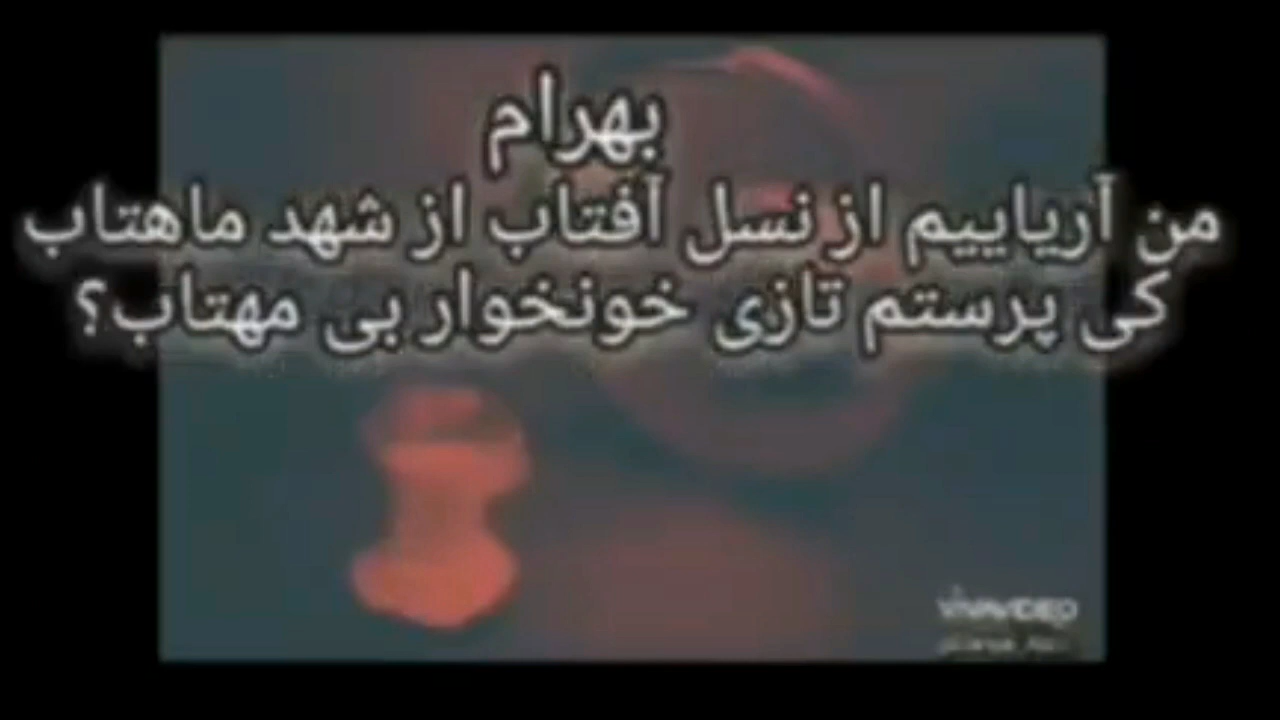 بهرام
من آریاییم از نسل آفتاب از شهد ماهتاب
کی پرستم تازی خونخوار بی مهتاب؟
VIVAVIDEO